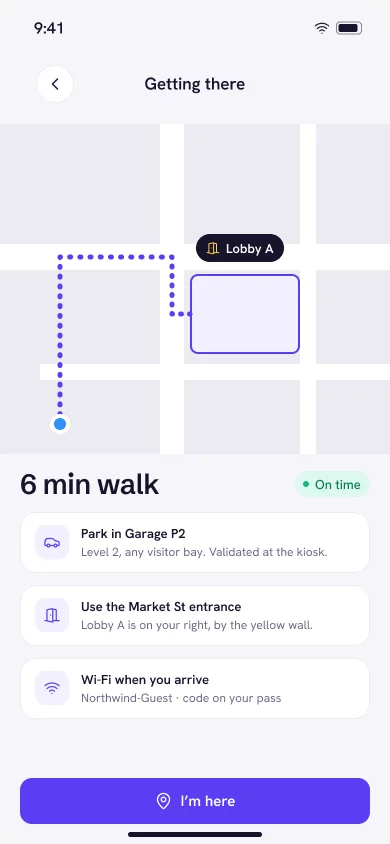 9:41
Getting there
Lobby A
6 min walk
On time
Park in Garage P2
Level 2, any visitor bay. Validated at the kiosk.
Use the Market St entrance
Lobby A is on your right, by the yellow wall.
Wi-Fi when you arrive
Northwind-Guest · code on your pass
I’m here